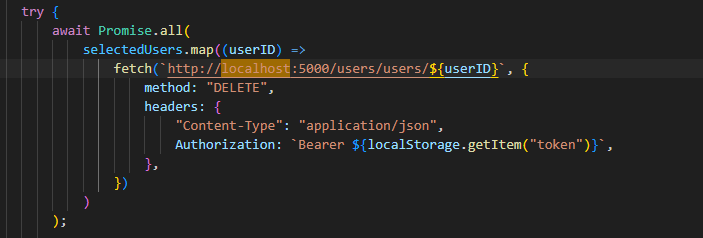 try {
await Promise.all(
selectedUsers.map((userID) =>
fetch(`http://localhost:5000/users/users/${userID}`, {
method: "DELETE",
headers: {
"Content-Type": "application/json",
Authorization: `Bearer ${localStorage.getItem("token")}`,
},
})
)
);